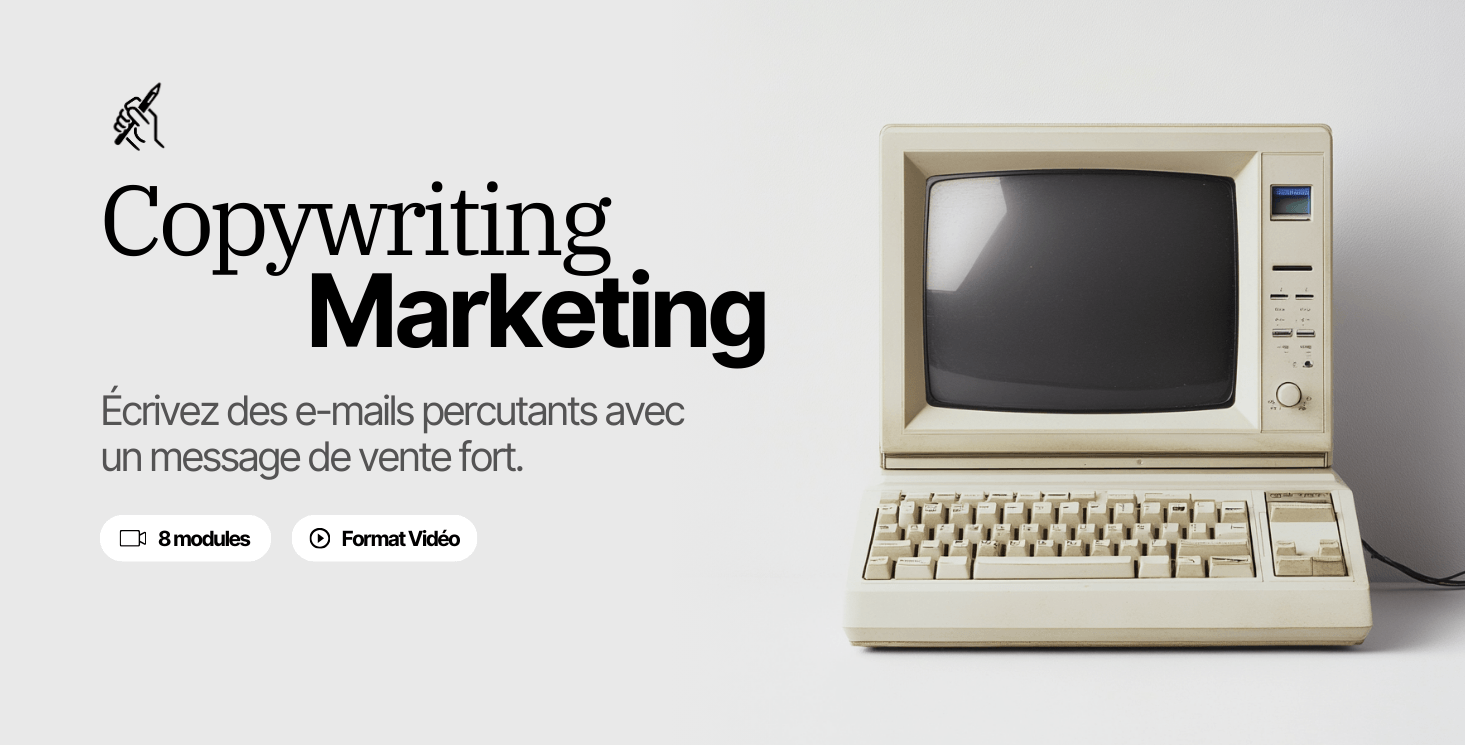 Copywriting
Marketing
Écrivez des e-mails percutants avec
un message de vente fort.
8 modules
Format Vidéo